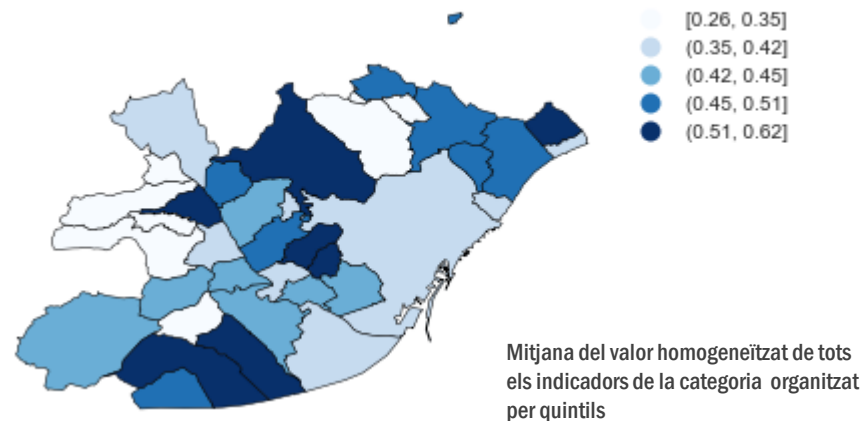 [0.26, 0.35]
(0.35, 0.42]
(0.42, 0.45]
(0.45, 0.51]
(0.51, 0.62]
Mitjana del valor homogeneïtzat de tots
els indicadors de la categoria organitzat
per quintils